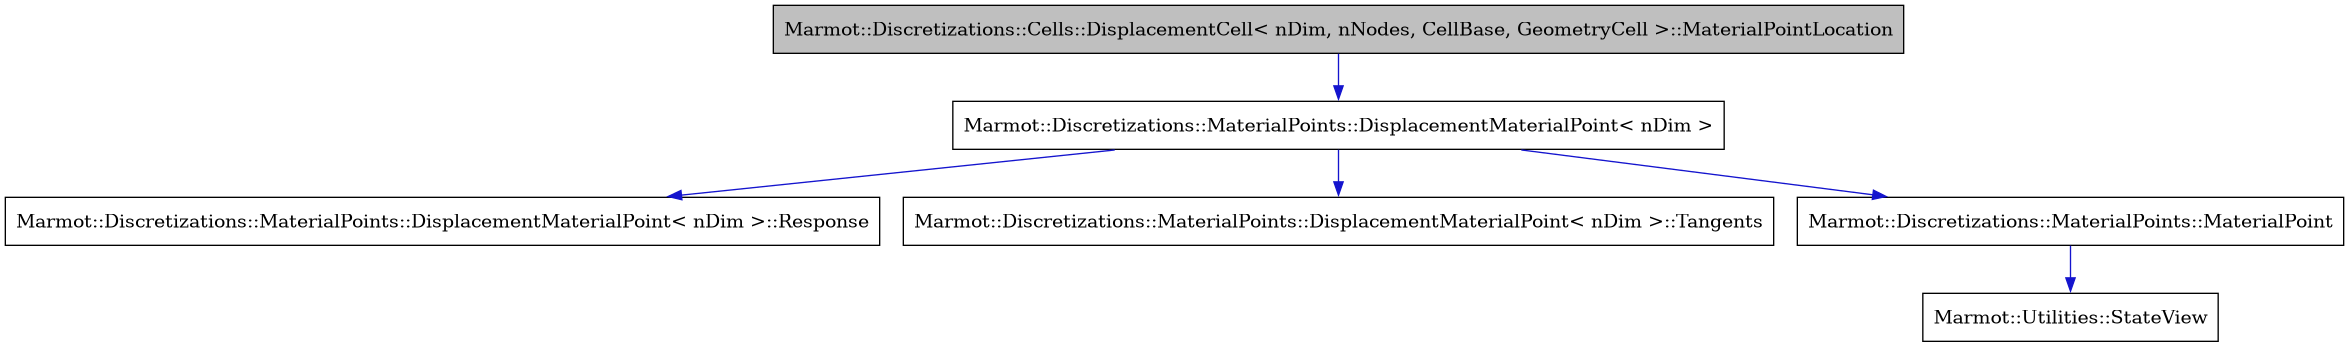 Marmot::Discretizations::Cells::DisplacementCell< nDim, nNodes, CellBase, GeometryCell >::MaterialPointLocation
Marmot::Discretizations::MaterialPoints::DisplacementMaterialPoint< nDim >
Marmot::Discretizations::MaterialPoints::DisplacementMaterialPoint< nDim >::Response
Marmot::Discretizations::MaterialPoints::DisplacementMaterialPoint< nDim >::Tangents
Marmot::Discretizations::MaterialPoints::MaterialPoint
Marmot::Utilities::StateView